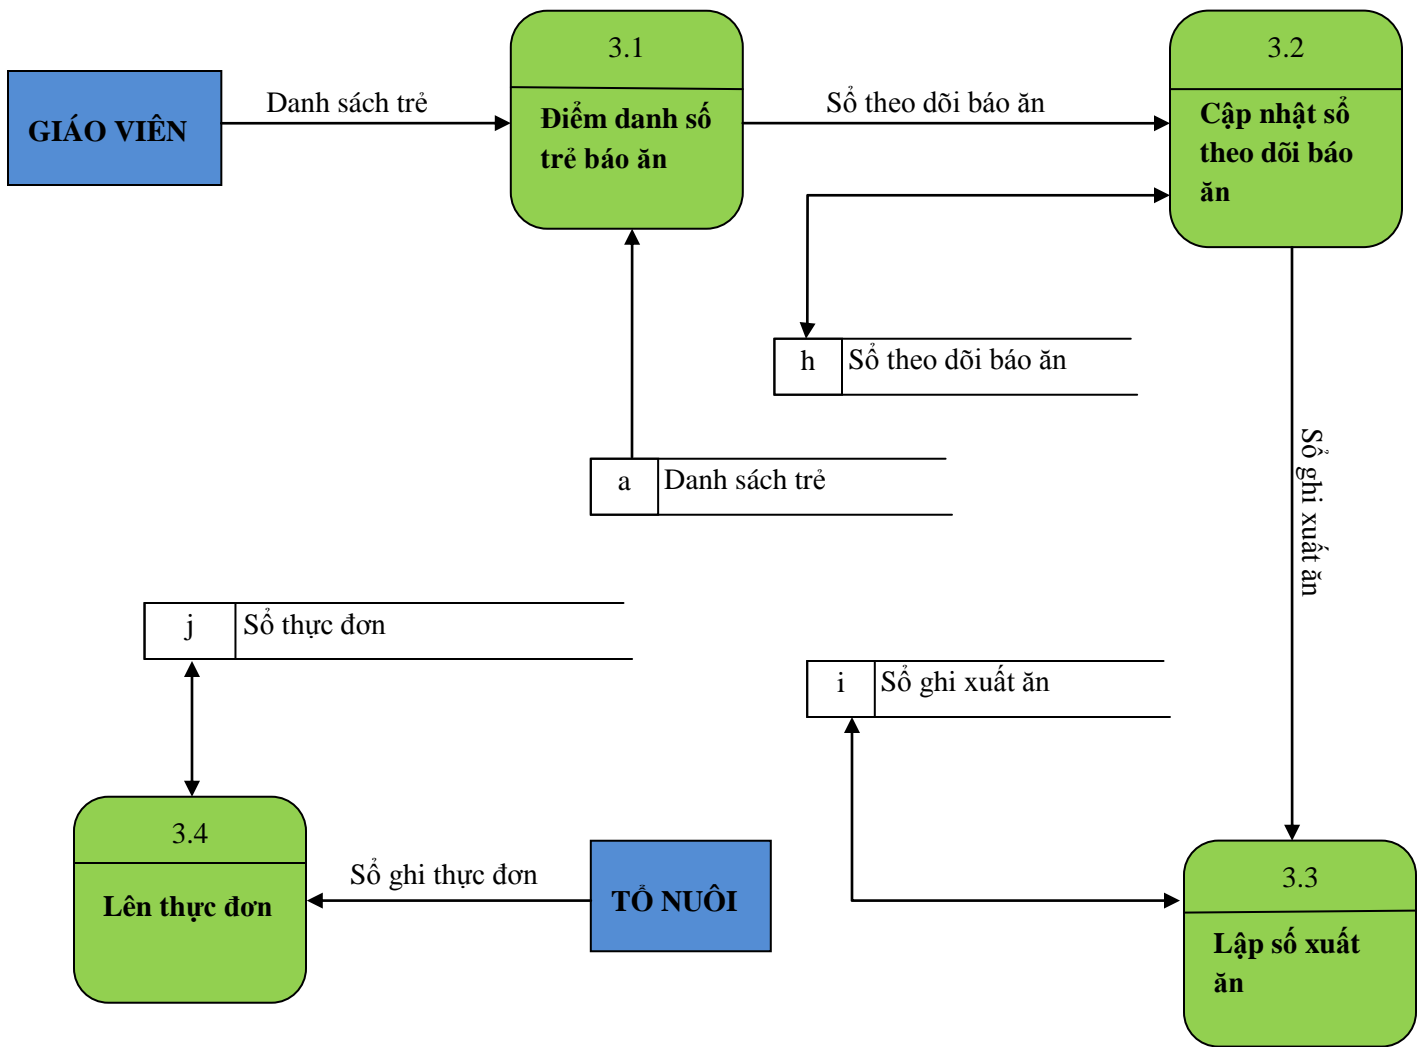 GIÁO VIÊN
Danh sách trẻ
3.1
Điểm danh số
trẻ báo ăn
Sổ theo dõi báo ăn
3.2
Cập nhật sổ
theo dõi báo
ăn
h
Sổ theo dõi báo ăn
a
Danh sách trẻ
Sổ ghi xuất ăn
j
Sổ thực đơn
i
Sổ ghi xuất ăn
3.4
Lên thực đơn
Sổ ghi thực đơn
TỔ NUÔI
3.3
Lập số xuất
ăn